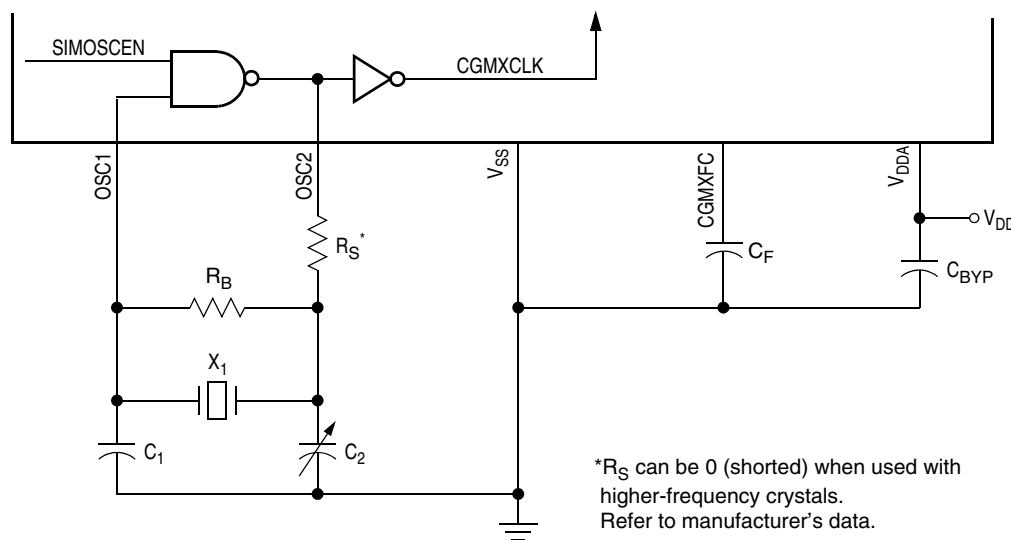 SIMOSCEN
CGMXCLK
OSC1
OSC2
VSS
CGMXFC
VDDA
VDD
RS*
CF
CBYP
RB
X1
C1
C2
*RS can be 0 (shorted) when used with
higher-frequency crystals.
Refer to manufacturer's data.